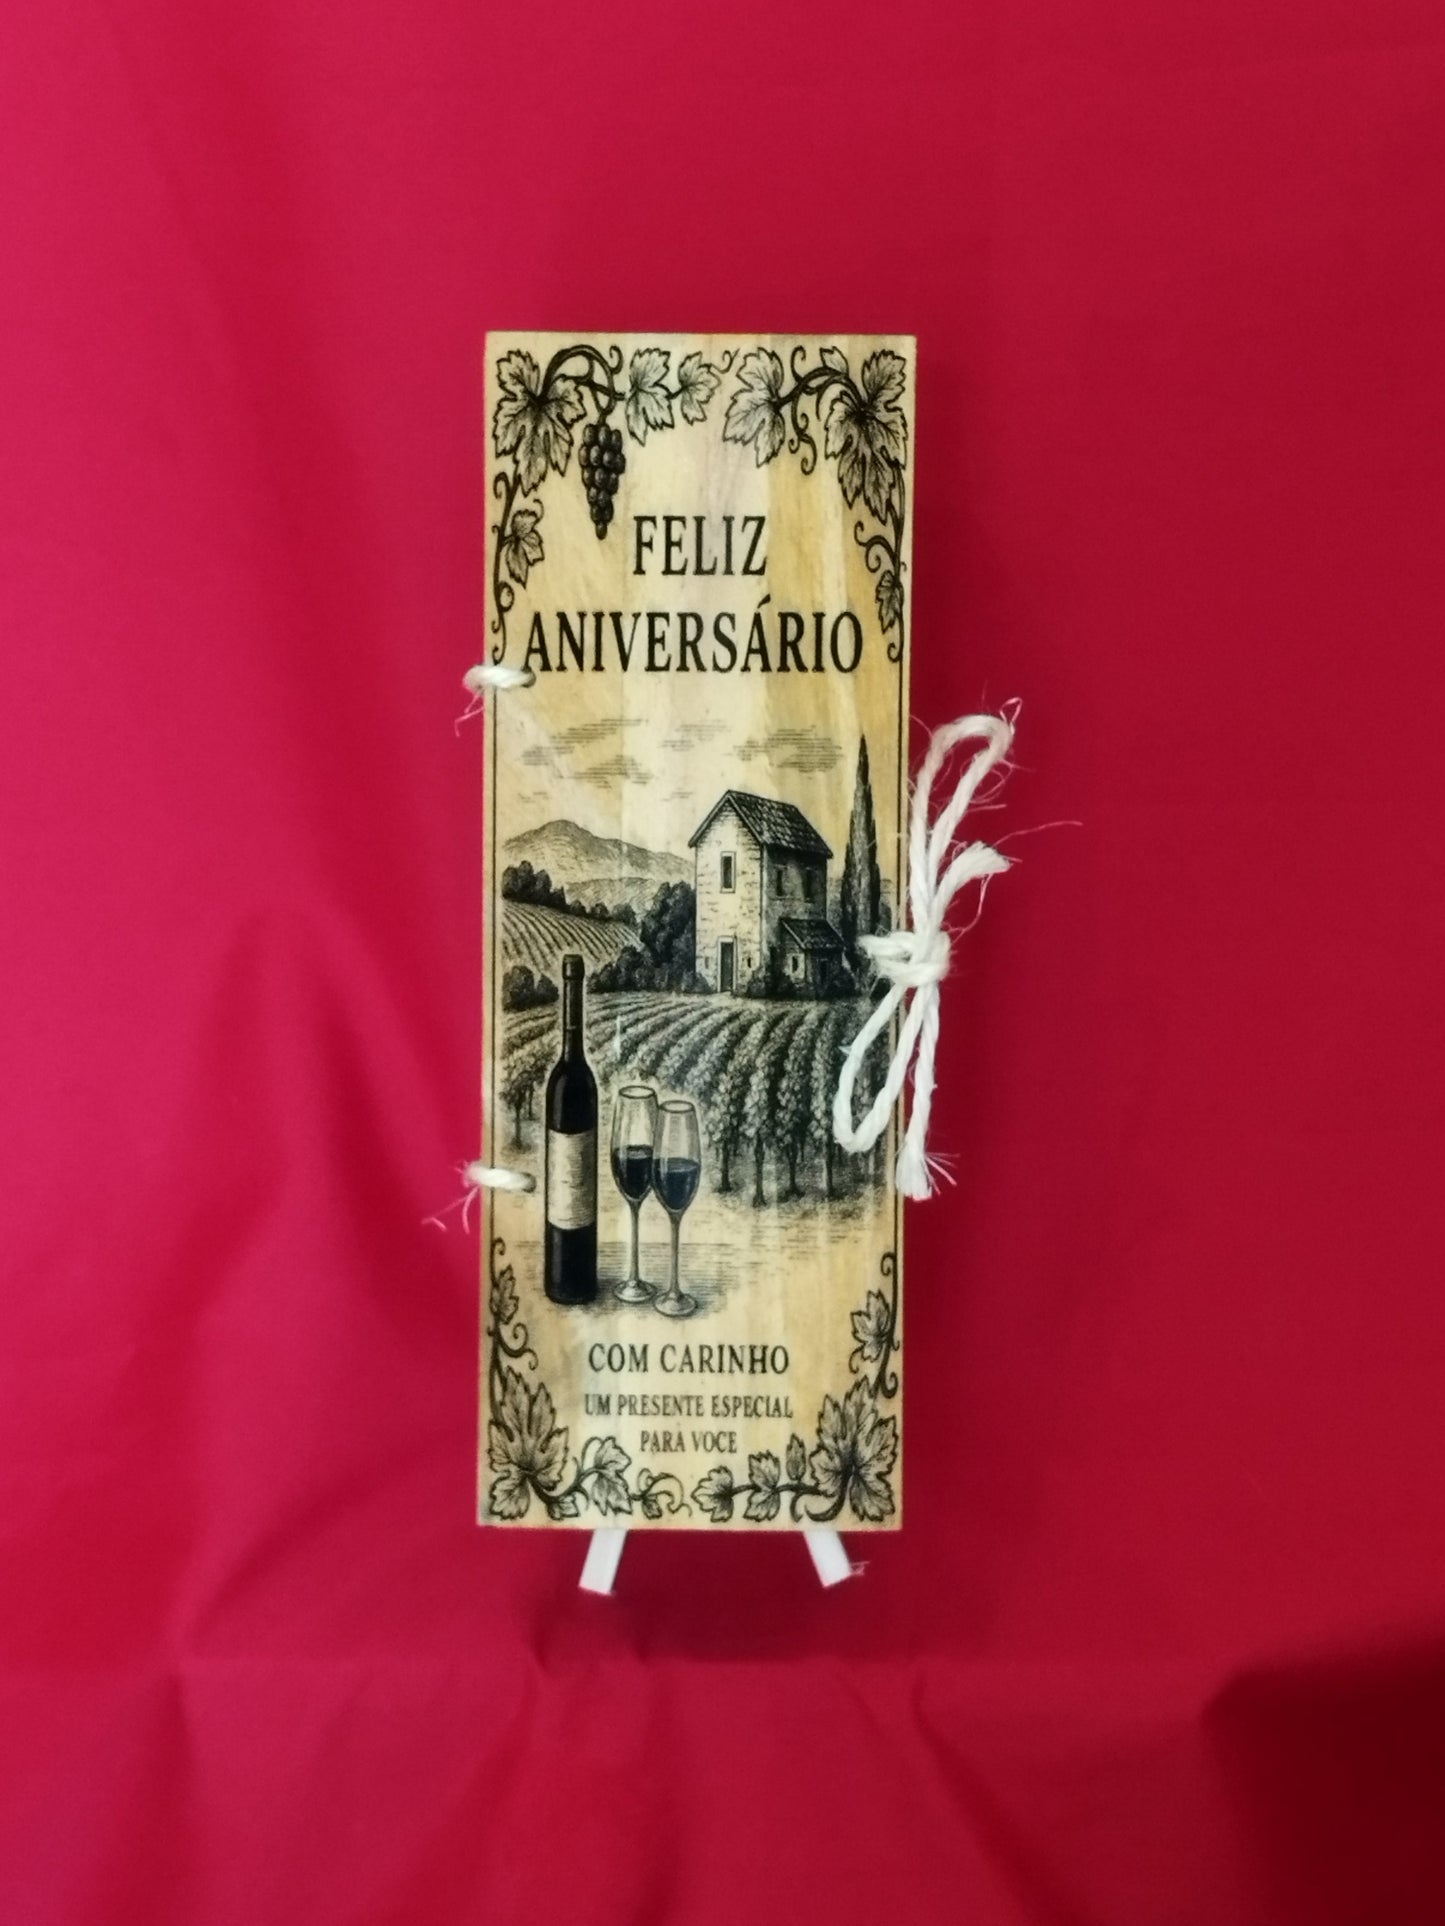 FELIZ
ANIVERSÁRIO
COM CARINHO
UM PRESENTE ESPECIAL
PARA VOCE